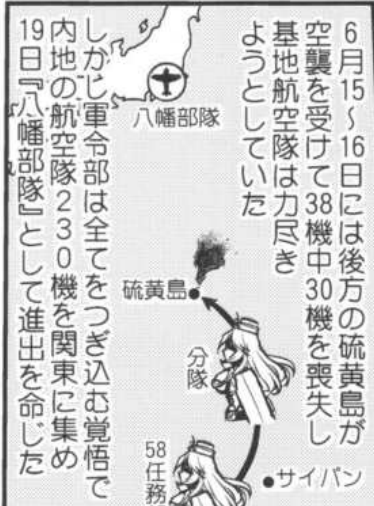 6月15～16日には後方の硫黄島が
空襲を受けて38機中30機を喪失し
基地航空隊は力尽き
ようとしていた
八幡部隊
硫黄島
分隊
サイパン
58任務
しかし軍令部は全てをつぎ込む覚悟で
内地の航空隊230機を関東に集め
19日『八幡部隊』として進出を命じた